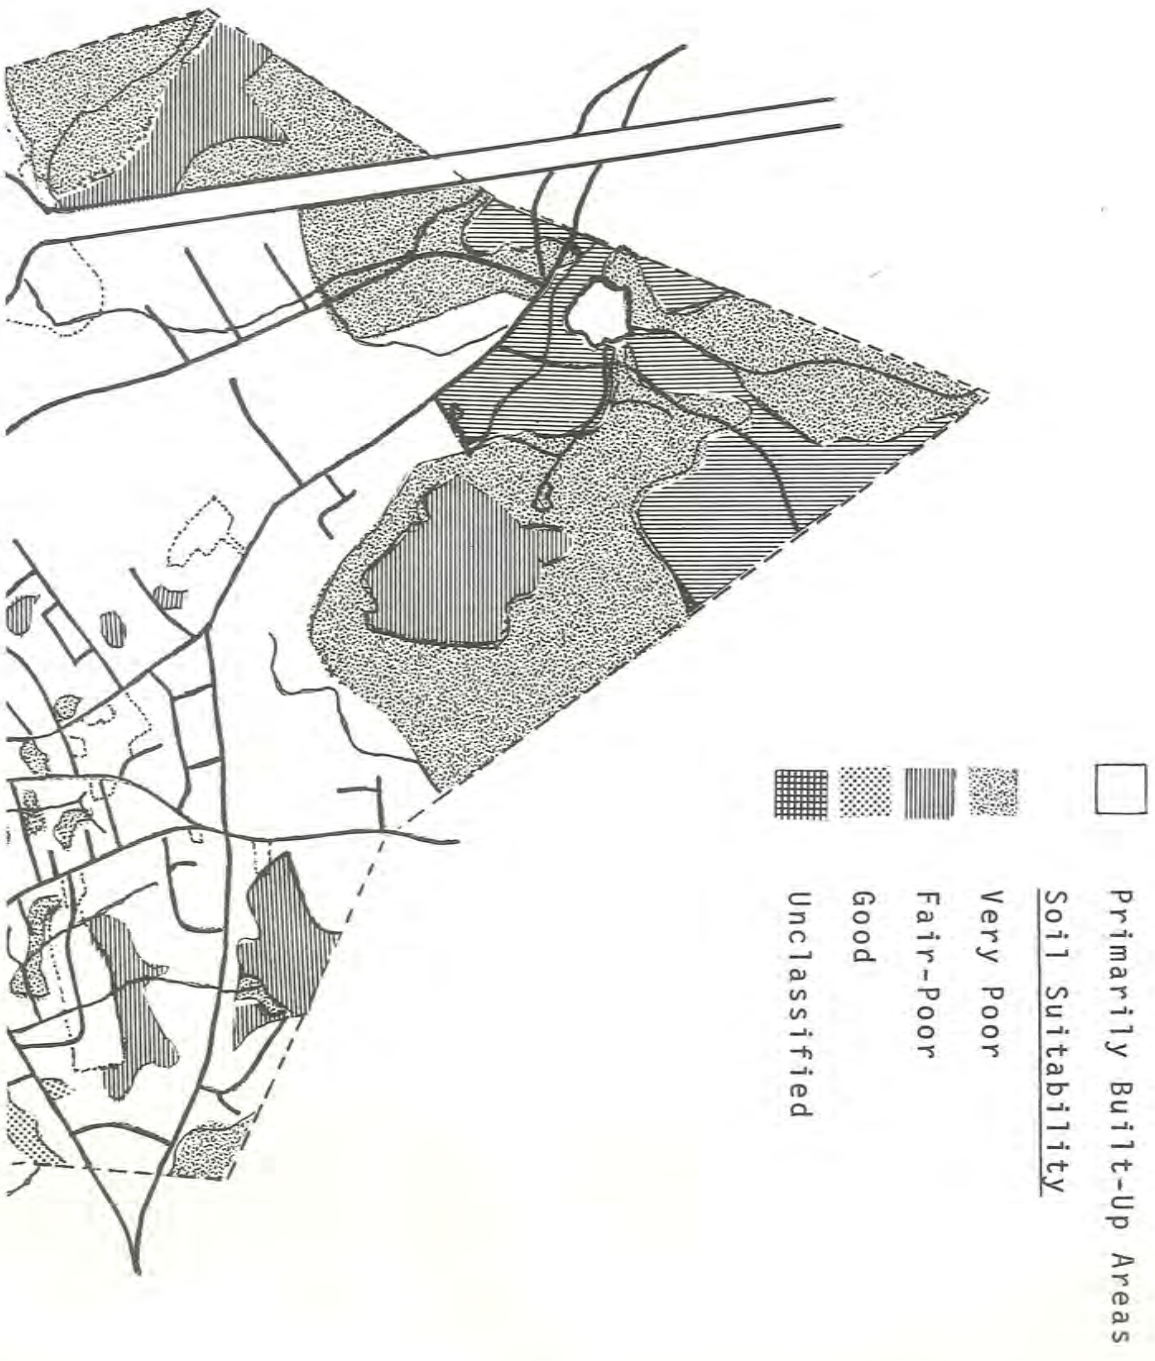 Primarily Built-Up Areas
Soil Suitability
Very Poor
Fair-Poor
Good
Unclassified